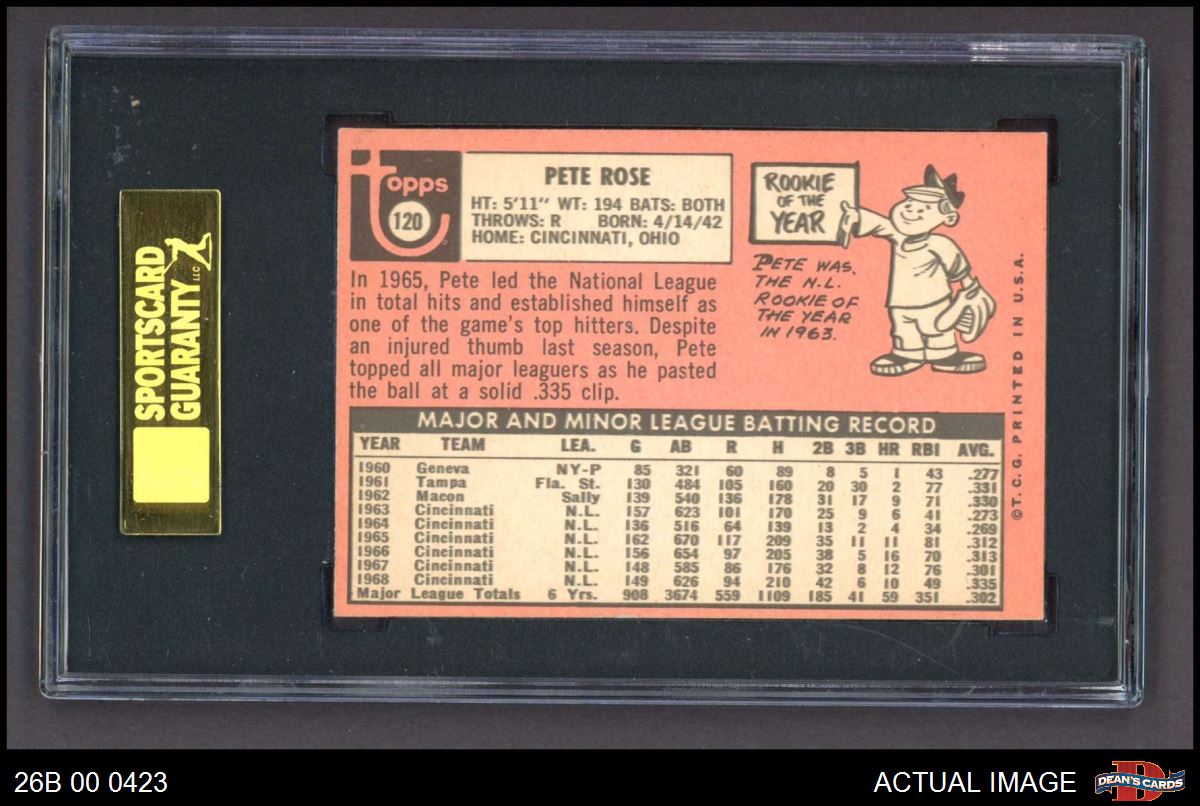 SPORTSCARD
GUARANTY LLC
topps
120
PETE ROSE
HT: 5'11" WT: 194 BATS: BOTH
THROWS: R BORN: 4/14/42
HOME: CINCINNATI, OHIO
ROOKIE
OF THE
YEAR
PETE WAS
THE N.L.
ROOKIE OF
THE YEAR
IN 1963.
In 1965, Pete led the National League
in total hits and established himself as
one of the game's top hitters. Despite
an injured thumb last season, Pete
topped all major leaguers as he pasted
the ball at a solid .335 clip.
MAJOR AND MINOR LEAGUE BATTING RECORD
YEAR TEAM LEA. G AB R H 2B 3B HR RBI AVG.
1960 Geneva NY-P 85 321 60 89 8 5 1 43 .277
1961 Tampa Fla. St. 130 484 105 160 20 30 2 77 .331
1962 Macon Sally 139 540 136 178 31 17 9 71 .330
1963 Cincinnati N.L. 157 623 101 170 25 9 6 41 .273
1964 Cincinnati N.L. 136 516 64 139 13 2 4 34 .269
1965 Cincinnati N.L. 162 670 117 209 35 11 11 81 .312
1966 Cincinnati N.L. 156 654 97 205 38 5 16 70 .313
1967 Cincinnati N.L. 148 585 86 176 32 8 12 76 .301
1968 Cincinnati N.L. 149 626 94 210 42 6 10 49 .335
Major League Totals 6 Yrs. 908 3674 559 1109 185 41 59 351 .302
©T.C.G. PRINTED IN U.S.A.
26B 00 0423
ACTUAL IMAGE
D
DEAN'S CARDS